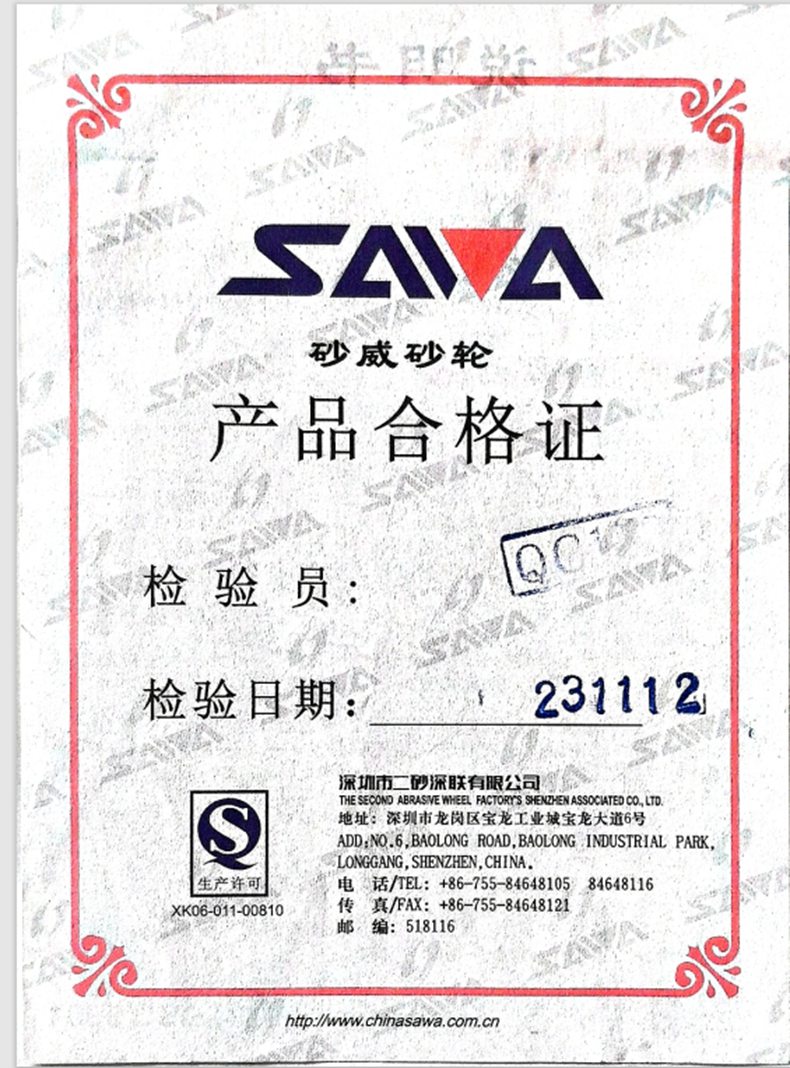 SAWA
砂威砂轮
产品合格证
检验员:
QC
检验日期:
231112
深圳市二砂深联有限公司
THE SECOND ABRASIVE WHEEL FACTORY'S SHENZHEN ASSOCIATED CO., LTD.
地址: 深圳市龙岗区宝龙工业城宝龙大道6号
ADD:NO.6,BAOLONG ROAD,BAOLONG INDUSTRIAL PARK,
LONGGANG,SHENZHEN,CHINA.
电 话/TEL: +86-755-84648105 84648116
传 真/FAX: +86-755-84648121
邮 编: 518116
生产许可
XK06-011-00810
http://www.chinasawa.com.cn